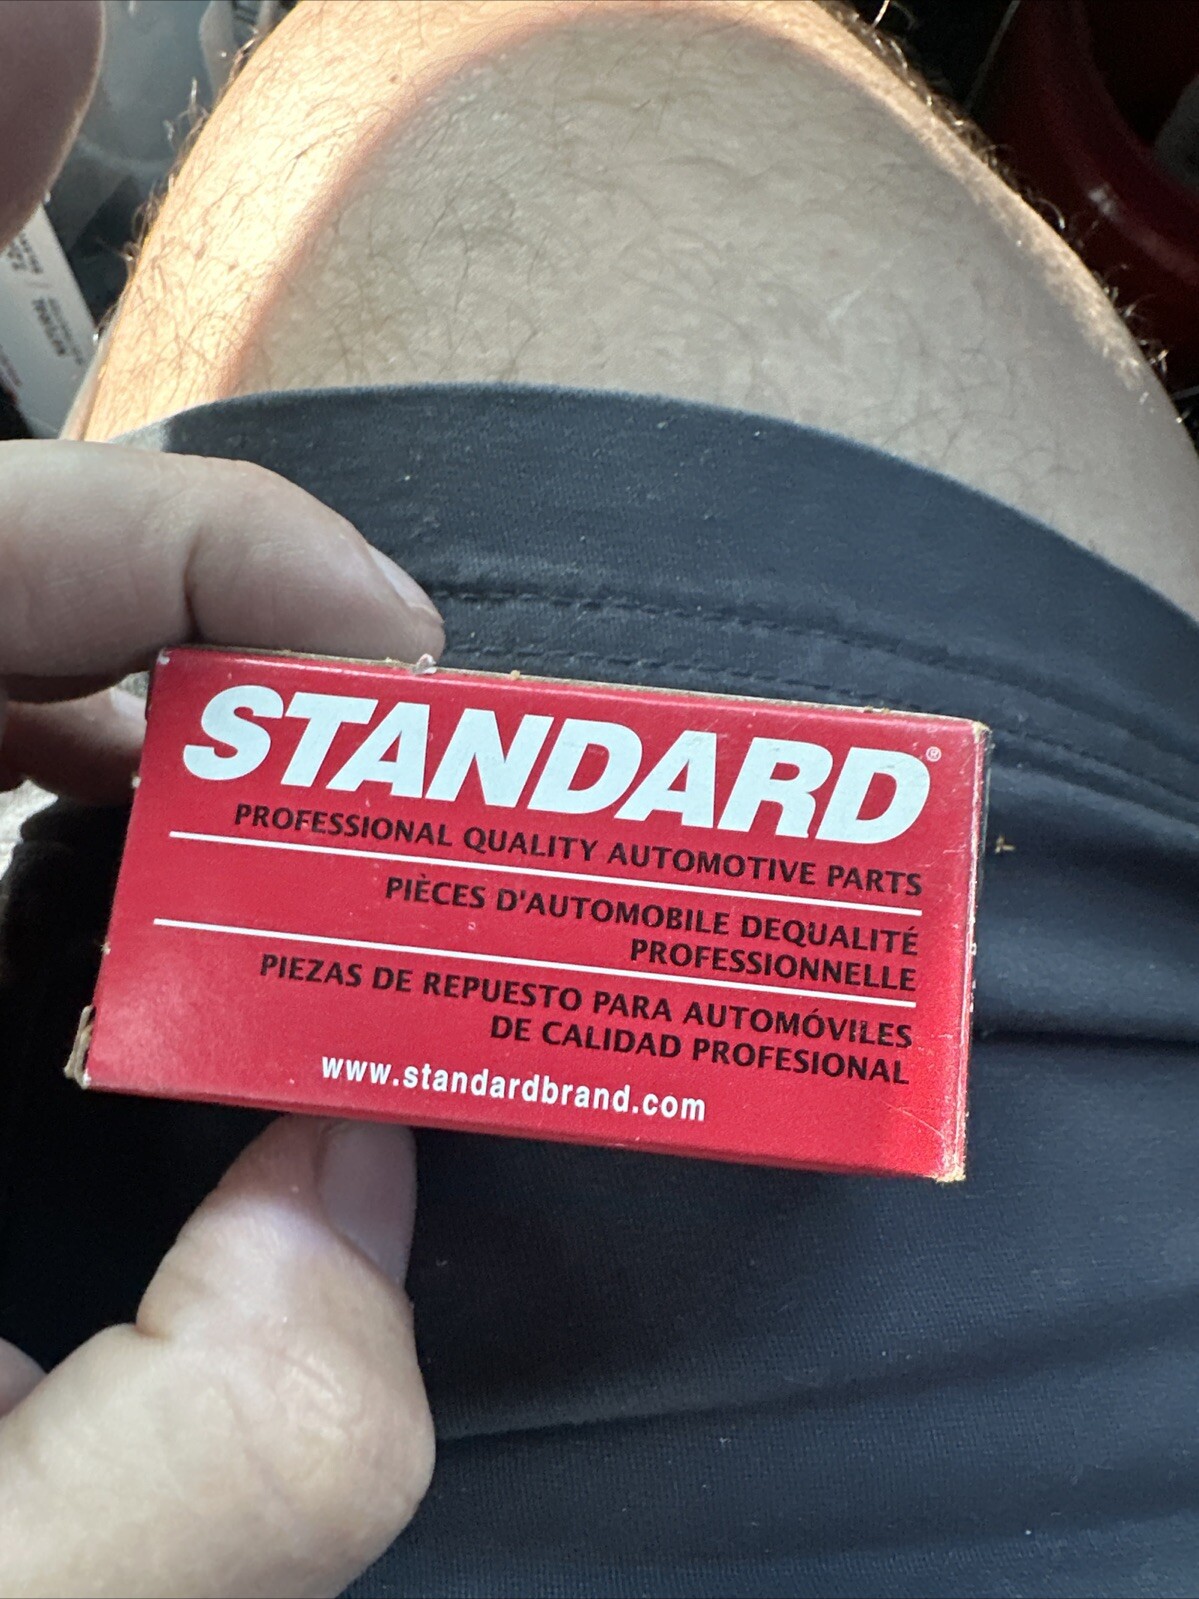 STANDARD®
PROFESSIONAL QUALITY AUTOMOTIVE PARTS
PIÈCES D'AUTOMOBILE DEQUALITÉ
PROFESSIONNELLE
PIEZAS DE REPUESTO PARA AUTOMÓVILES
DE CALIDAD PROFESIONAL
www.standardbrand.com